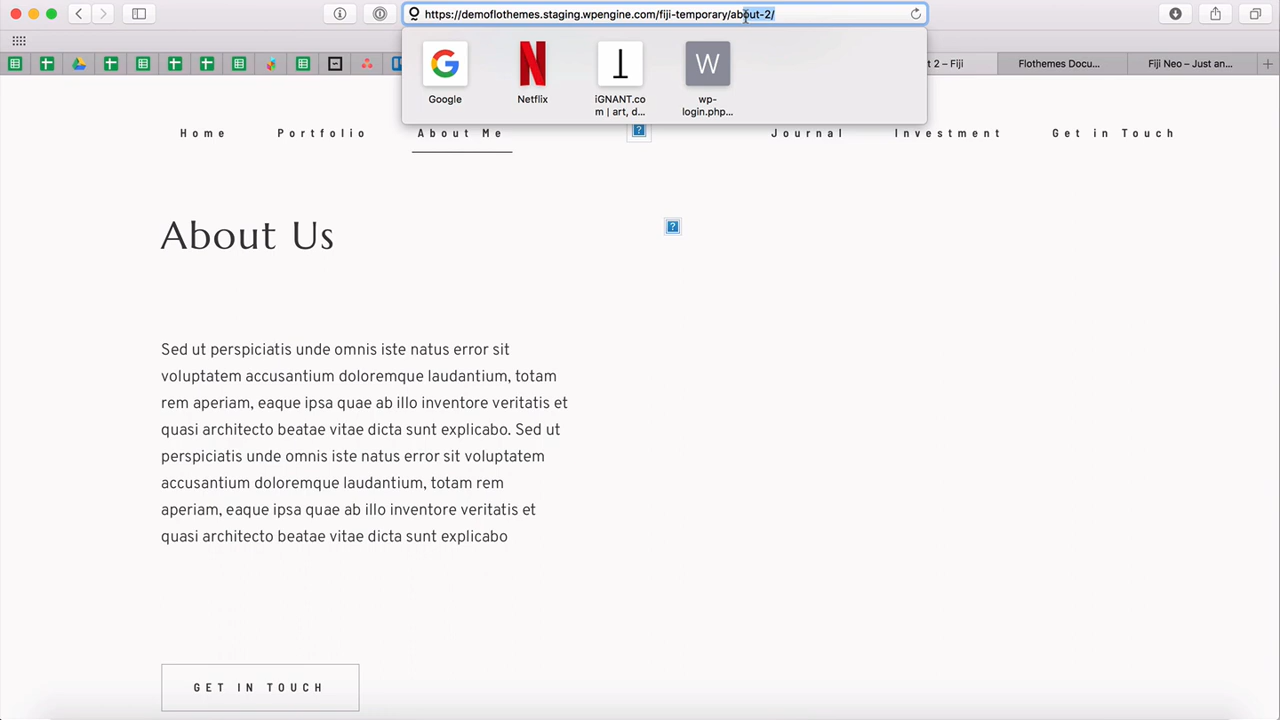 https://demoflothemes.staging.wpengine.com/fiji-temporary/about-2/
Google
Netflix
iGNANT.co
m | art, d...
W
wp-
login.php...
t 2 – Fiji
Flothemes Docu...
Fiji Neo – Just an...
Home
Portfolio
About Me
Journal
Investment
Get in Touch
About Us
Sed ut perspiciatis unde omnis iste natus error sit
voluptatem accusantium doloremque laudantium, totam
rem aperiam, eaque ipsa quae ab illo inventore veritatis et
quasi architecto beatae vitae dicta sunt explicabo. Sed ut
perspiciatis unde omnis iste natus error sit voluptatem
accusantium doloremque laudantium, totam rem
aperiam, eaque ipsa quae ab illo inventore veritatis et
quasi architecto beatae vitae dicta sunt explicabo
GET IN TOUCH